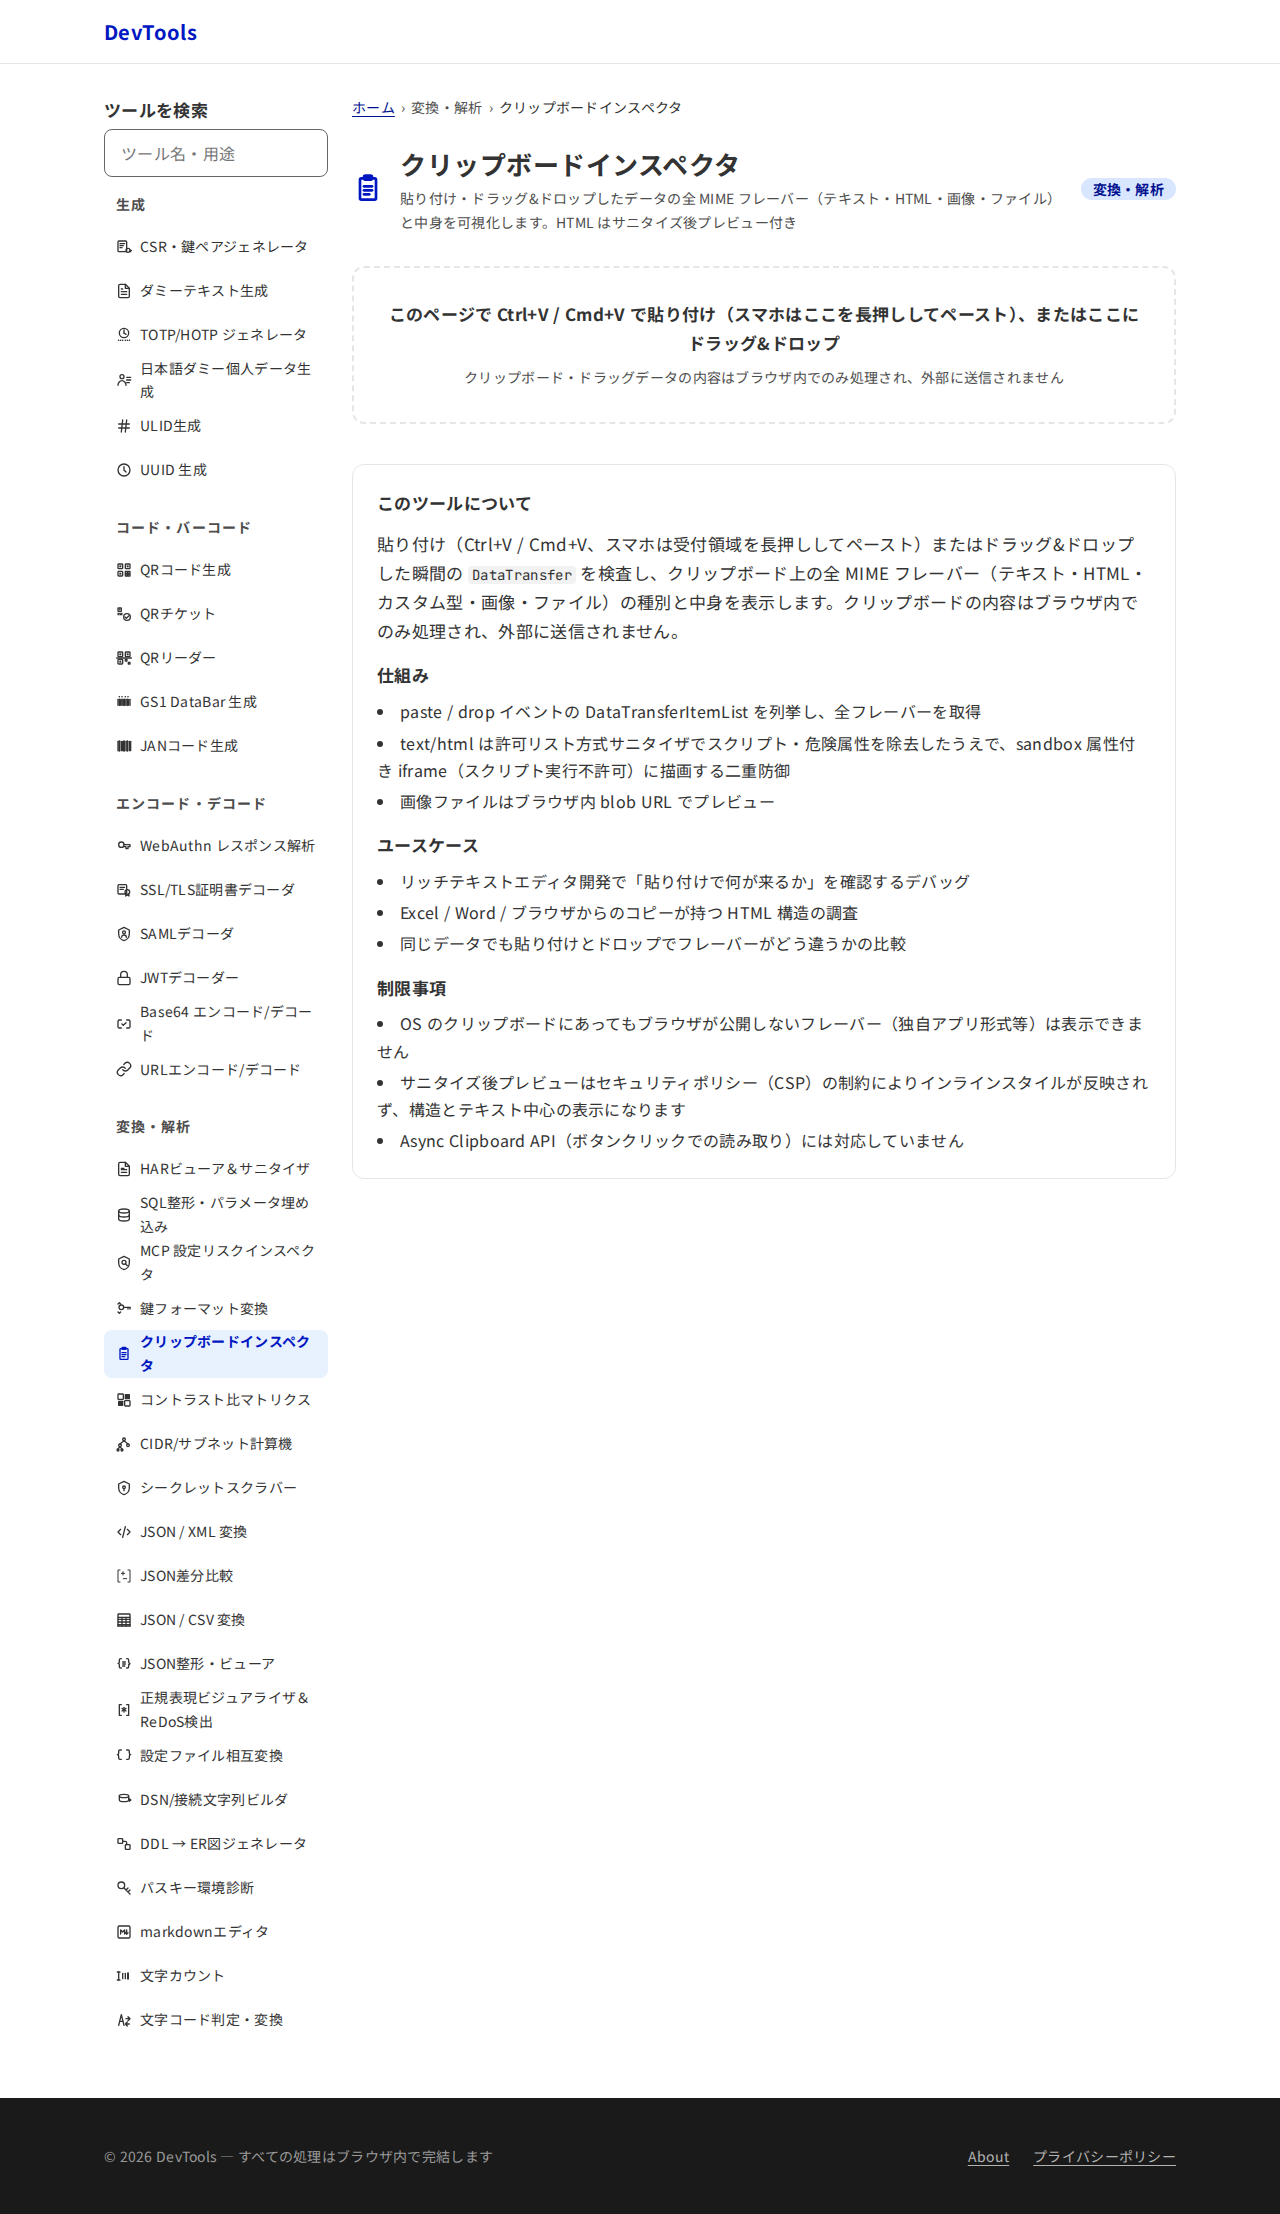 DevTools
ツールを検索
ツール名・用途
生成
CSR・鍵ペアジェネレータ
ダミーテキスト生成
TOTP/HOTP ジェネレータ
日本語ダミー個人データ生
成
ULID生成
UUID 生成
コード・バーコード
QRコード生成
QRチケット
QRリーダー
GS1 DataBar 生成
JANコード生成
エンコード・デコード
WebAuthn レスポンス解析
SSL/TLS証明書デコーダ
SAMLデコーダ
JWTデコーダー
Base64 エンコード/デコー
ド
URLエンコード/デコード
変換・解析
HARビューア＆サニタイザ
SQL整形・パラメータ埋め
込み
MCP 設定リスクインスペク
タ
鍵フォーマット変換
クリップボードインスペク
タ
コントラスト比マトリクス
CIDR/サブネット計算機
シークレットスクラバー
JSON / XML 変換
JSON差分比較
JSON / CSV 変換
JSON整形・ビューア
正規表現ビジュアライザ＆
ReDoS検出
設定ファイル相互変換
DSN/接続文字列ビルダ
DDL → ER図ジェネレータ
パスキー環境診断
markdownエディタ
文字カウント
文字コード判定・変換
ホーム › 変換・解析 › クリップボードインスペクタ
クリップボードインスペクタ
貼り付け・ドラッグ&ドロップしたデータの全 MIME フレーバー（テキスト・HTML・画像・ファイル）
と中身を可視化します。HTML はサニタイズ後プレビュー付き
変換・解析
このページで Ctrl+V / Cmd+V で貼り付け（スマホはここを長押ししてペースト）、またはここに
ドラッグ&ドロップ
クリップボード・ドラッグデータの内容はブラウザ内でのみ処理され、外部に送信されません
このツールについて
貼り付け（Ctrl+V / Cmd+V、スマホは受付領域を長押ししてペースト）またはドラッグ&ドロップ
した瞬間の DataTransfer を検査し、クリップボード上の全 MIME フレーバー（テキスト・HTML・
カスタム型・画像・ファイル）の種別と中身を表示します。クリップボードの内容はブラウザ内で
のみ処理され、外部に送信されません。
仕組み
• paste / drop イベントの DataTransferItemList を列挙し、全フレーバーを取得
• text/html は許可リスト方式サニタイザでスクリプト・危険属性を除去したうえで、sandbox 属性付
き iframe（スクリプト実行不許可）に描画する二重防御
• 画像ファイルはブラウザ内 blob URL でプレビュー
ユースケース
• リッチテキストエディタ開発で「貼り付けで何が来るか」を確認するデバッグ
• Excel / Word / ブラウザからのコピーが持つ HTML 構造の調査
• 同じデータでも貼り付けとドロップでフレーバーがどう違うかの比較
制限事項
• OS のクリップボードにあってもブラウザが公開しないフレーバー（独自アプリ形式等）は表示できま
せん
• サニタイズ後プレビューはセキュリティポリシー（CSP）の制約によりインラインスタイルが反映され
ず、構造とテキスト中心の表示になります
• Async Clipboard API（ボタンクリックでの読み取り）には対応していません
© 2026 DevTools — すべての処理はブラウザ内で完結します
About
プライバシーポリシー